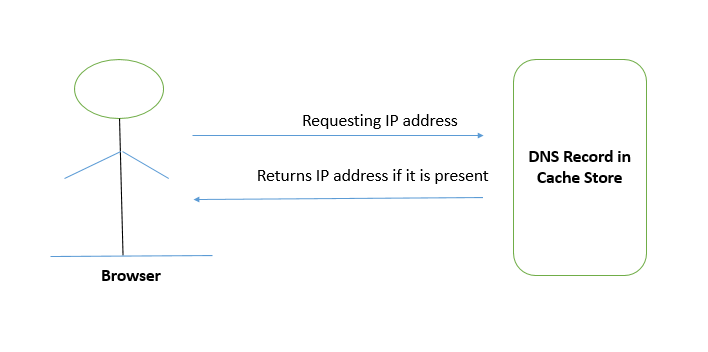 Requesting IP address
Returns IP address if it is present
DNS Record in
Cache Store
Browser